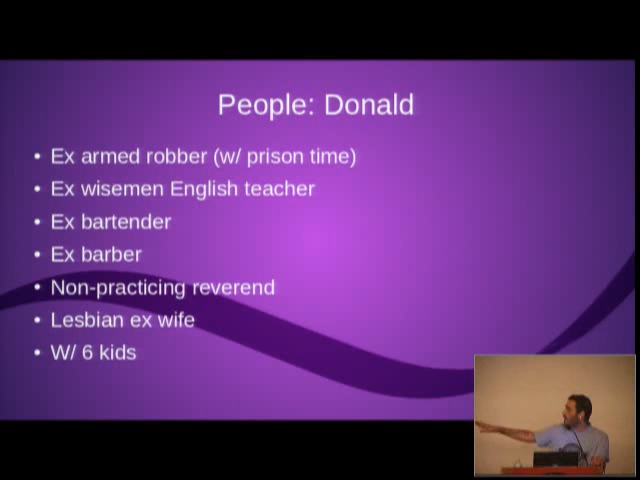 People: Donald
• Ex armed robber (w/ prison time)
• Ex wisemen English teacher
• Ex bartender
• Ex barber
• Non-practicing reverend
• Lesbian ex wife
• W/ 6 kids